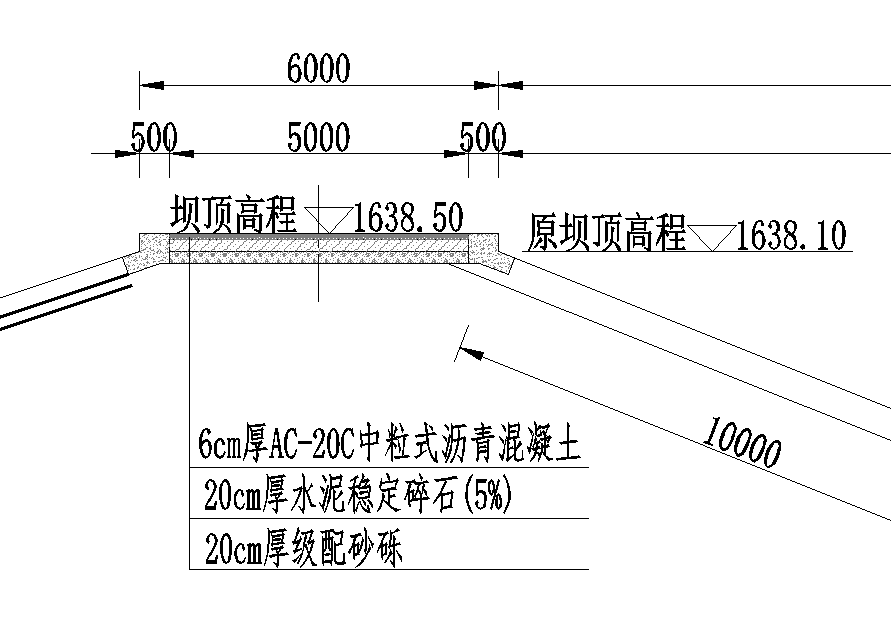 6000
500 5000 500
坝顶高程 1638.50
原坝顶高程 1638.10
10000
6cm厚AC-20C中粒式沥青混凝土
20cm厚水泥稳定碎石(5%)
20cm厚级配砂砾